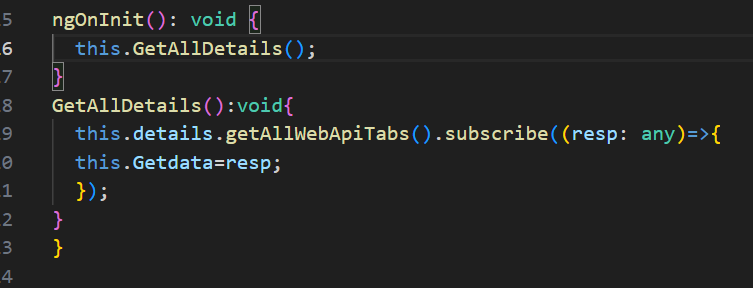 5 ngOnInit(): void {
6 this.GetAllDetails();
7 }
8 GetAllDetails():void{
9 this.details.getAllWebApiTabs().subscribe((resp: any)=>{
0 this.Getdata=resp;
1 });
2 }
3 }
4